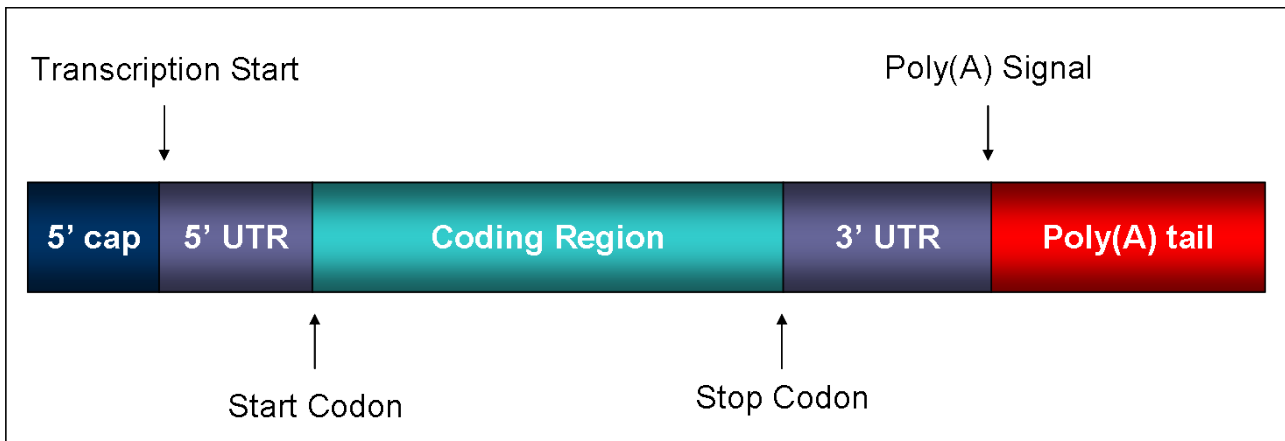 Transcription Start
Poly(A) Signal
5’ cap
5’ UTR
Coding Region
3’ UTR
Poly(A) tail
Start Codon
Stop Codon